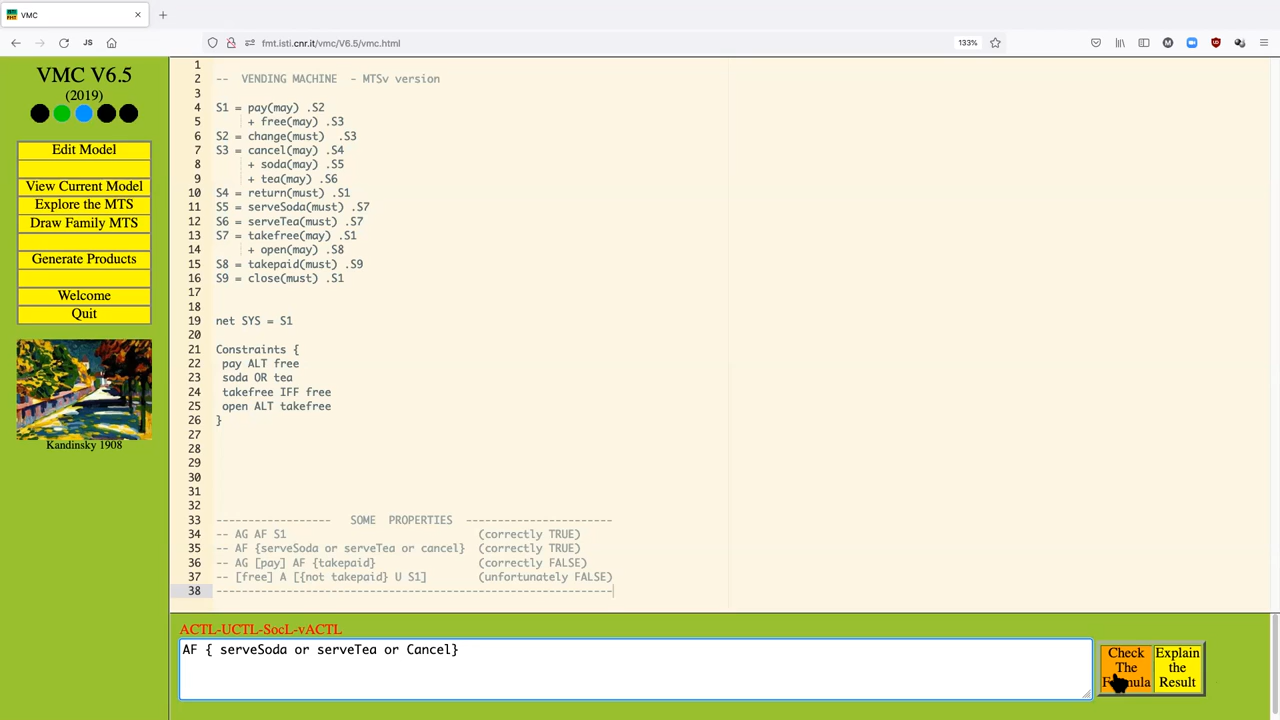 VMC
fmt.isti.cnr.it/vmc/V6.5/vmc.html
133%
JS
M
VMC V6.5
(2019)
Edit Model
View Current Model
Explore the MTS
Draw Family MTS
Generate Products
Welcome
Quit
Kandinsky 1908
1
2 -- VENDING MACHINE - MTSv version
3
4 S1 = pay(may) .S2
5 + free(may) .S3
6 S2 = change(must) .S3
7 S3 = cancel(may) .S4
8 + soda(may) .S5
9 + tea(may) .S6
10 S4 = return(must) .S1
11 S5 = serveSoda(must) .S7
12 S6 = serveTea(must) .S7
13 S7 = takefree(may) .S1
14 + open(may) .S8
15 S8 = takepaid(must) .S9
16 S9 = close(must) .S1
17
18
19 net SYS = S1
20
21 Constraints {
22 pay ALT free
23 soda OR tea
24 takefree IFF free
25 open ALT takefree
26 }
27
28
29
30
31
32
33 ------------------ SOME PROPERTIES -----------------------
34 -- AG AF S1 (correctly TRUE)
35 -- AF {serveSoda or serveTea or cancel} (correctly TRUE)
36 -- AG [pay] AF {takepaid} (correctly FALSE)
37 -- [free] A [{not takepaid} U S1] (unfortunately FALSE)
38 --------------------------------------------------------------
ACTL-UCTL-SocL-vACTL
AF { serveSoda or serveTea or Cancel}
Check
The
Formula
Explain
the
Result